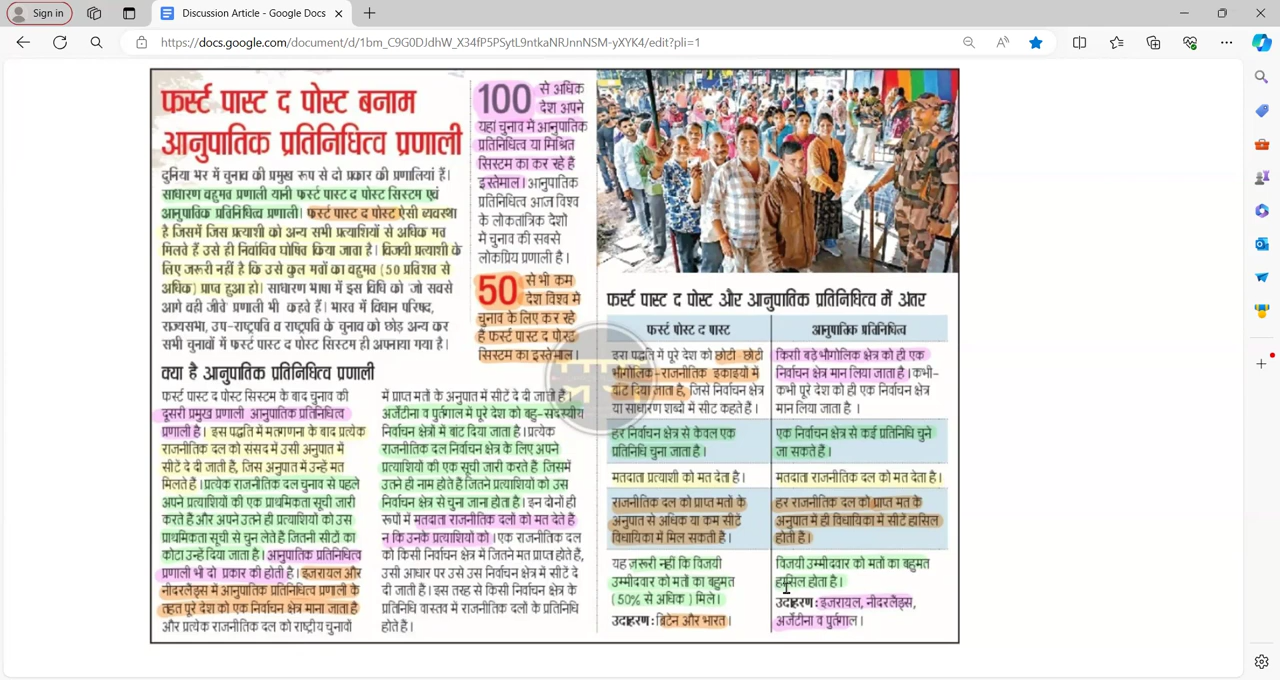 Sign in
Discussion Article - Google Docs
https://docs.google.com/document/d/1bm_C9G0DJdhW_X34fP5PSytL9ntkaNRJnnNSM-yXYK4/edit?pli=1
फर्स्ट पास्ट द पोस्ट बनाम
आनुपातिक प्रतिनिधित्व प्रणाली
दुनिया भर में चुनाव की प्रमुख रूप से दो प्रकार की प्रणालियां हैं।
साधारण बहुमत प्रणाली यानी फर्स्ट पास्ट द पोस्ट सिस्टम एवं
आनुपातिक प्रतिनिधित्व प्रणाली। फर्स्ट पास्ट द पोस्ट ऐसी व्यवस्था
है जिसमें जिस प्रत्याशी को अन्य सभी प्रत्याशियों से अधिक मत
मिलते हैं उसे ही निर्वाचित घोषित किया जाता है। विजयी प्रत्याशी के
लिए जरूरी नहीं है कि उसे कुल मतों का बहुमत (50 प्रतिशत से
अधिक) प्राप्त हुआ हो। साधारण भाषा में इस विधि को 'जो सबसे
आगे वही जीते' प्रणाली भी कहते हैं। भारत में विधान परिषद,
राज्यसभा, उप-राष्ट्रपति व राष्ट्रपति के चुनाव को छोड़ अन्य कर
सभी चुनावों में फर्स्ट पास्ट द पोस्ट सिस्टम ही अपनाया गया है।
100 से अधिक
देश अपने
यहां चुनाव में आनुपातिक
प्रतिनिधित्व या मिश्रित
सिस्टम का कर रहे है
इस्तेमाल। आनुपातिक
प्रतिनिधित्व आज विश्व
के लोकतांत्रिक देशों
में चुनाव की सबसे
लोकप्रिय प्रणाली है।
50 से भी कम
देश विश्व मे
चुनाव के लिए कर रहे
है फर्स्ट पास्ट द पोस्ट
सिस्टम का इस्तेमाल।
क्या है आनुपातिक प्रतिनिधित्व प्रणाली
फर्स्ट पास्ट द पोस्ट सिस्टम के बाद चुनाव की
दूसरी प्रमुख प्रणाली आनुपातिक प्रतिनिधित्व
प्रणाली है। इस पद्धति में मतगणना के बाद प्रत्येक
राजनीतिक दल को संसद में उसी अनुपात में
सीटें दे दी जाती हैं, जिस अनुपात में उन्हें मत
मिलते हैं। प्रत्येक राजनीतिक दल चुनाव से पहले
अपने प्रत्याशियों की एक प्राथमिकता सूची जारी
करते हैं और अपने उतने ही प्रत्याशियों को उस
प्राथमिकता सूची से चुन लेते हैं जितनी सीटों का
कोटा उन्हें दिया जाता है। आनुपातिक प्रतिनिधित्व
प्रणाली भी दो प्रकार की होती है। इजरायल और
नीदरलैंड्स में आनुपातिक प्रतिनिधित्व प्रणाली के
तहत पूरे देश को एक निर्वाचन क्षेत्र माना जाता है
और प्रत्येक राजनीतिक दल को राष्ट्रीय चुनावों
में प्राप्त मतों के अनुपात में सीटें दे दी जाती हैं।
अर्जेंटीना व पुर्तगाल में पूरे देश को बहु-सदस्यीय
निर्वाचन क्षेत्रों में बांट दिया जाता है। प्रत्येक
राजनीतिक दल निर्वाचन क्षेत्र के लिए अपने
प्रत्याशियों की एक सूची जारी करते हैं जिसमें
उतने ही नाम होते हैं जितने प्रत्याशियों को उस
निर्वाचन क्षेत्र से चुना जाना होता है। इन दोनों ही
रूपों में मतदाता राजनीतिक दलों को मत देते हैं
न कि उनके प्रत्याशियों को। एक राजनीतिक दल
को किसी निर्वाचन क्षेत्र में जितने मत प्राप्त होते हैं,
उसी आधार पर उसे उस निर्वाचन क्षेत्र में सीटें दे
दी जाती हैं। इस तरह से किसी निर्वाचन क्षेत्र के
प्रतिनिधि वास्तव में राजनीतिक दलों के प्रतिनिधि
होते हैं।
फर्स्ट पास्ट द पोस्ट और आनुपातिक प्रतिनिधित्व में अंतर
फर्स्ट पोस्ट द पास्ट
आनुपातिक प्रतिनिधित्व
इस पद्धति में पूरे देश को छोटी छोटी
भौगोलिक-राजनीतिक इकाइयों में
बांट दिया जाता है, जिसे निर्वाचन क्षेत्र
या साधारण शब्दों में सीट कहते हैं।
किसी बड़े भौगोलिक क्षेत्र को ही एक
निर्वाचन क्षेत्र मान लिया जाता है। कभी-
कभी पूरे देश को ही एक निर्वाचन क्षेत्र
मान लिया जाता है ।
हर निर्वाचन क्षेत्र से केवल एक
प्रतिनिधि चुना जाता है।
एक निर्वाचन क्षेत्र से कई प्रतिनिधि चुने
जा सकते हैं।
मतदाता प्रत्याशी को मत देता है।
मतदाता राजनीतिक दल को मत देता है।
राजनीतिक दल को प्राप्त मतों के
अनुपात से अधिक या कम सीटें
विधायिका में मिल सकती हैं।
हर राजनीतिक दल को प्राप्त मत के
अनुपात में ही विधायिका में सीटें हासिल
होती हैं।
यह ज़रूरी नहीं कि विजयी
उम्मीदवार को मतों का बहुमत
(50% से अधिक) मिले।
विजयी उम्मीदवार को मतों का बहुमत
हासिल होता है।
उदाहरण : ब्रिटेन और भारत।
उदाहरण : इजरायल, नीदरलैंड्स,
अर्जेंटीना व पुर्तगाल।